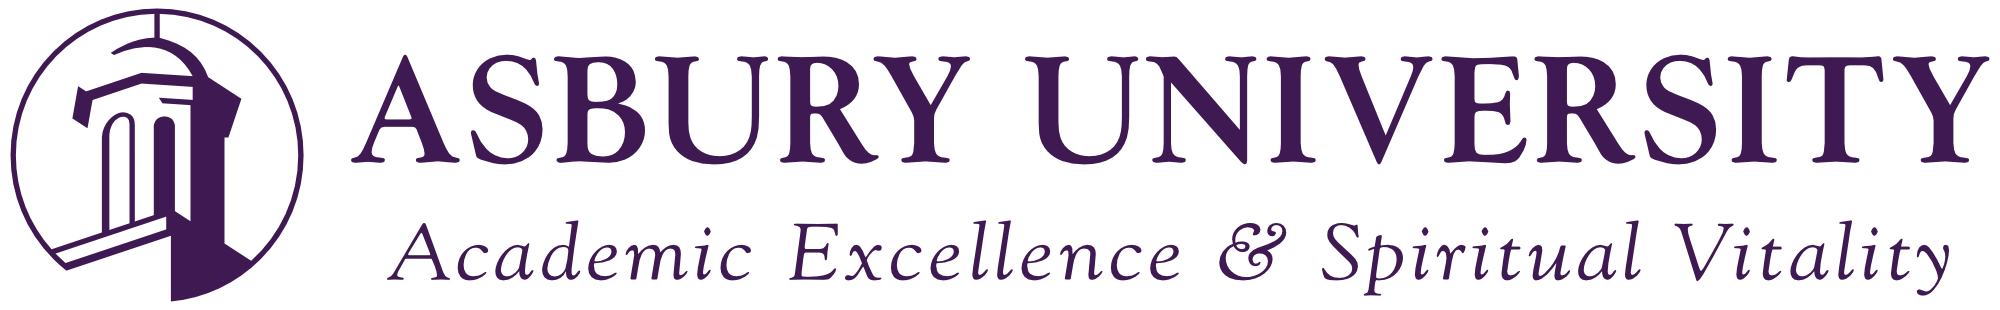 ASBURY UNIVERSITY
Academic Excellence & Spiritual Vitality